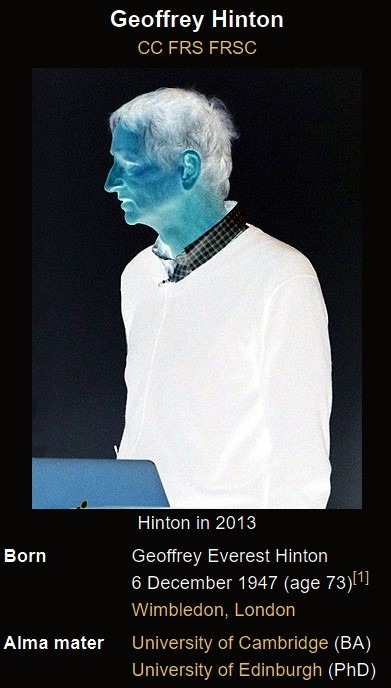 Geoffrey Hinton
CC FRS FRSC
Hinton in 2013
Born Geoffrey Everest Hinton
6 December 1947 (age 73)[1]
Wimbledon, London
Alma mater University of Cambridge (BA)
University of Edinburgh (PhD)